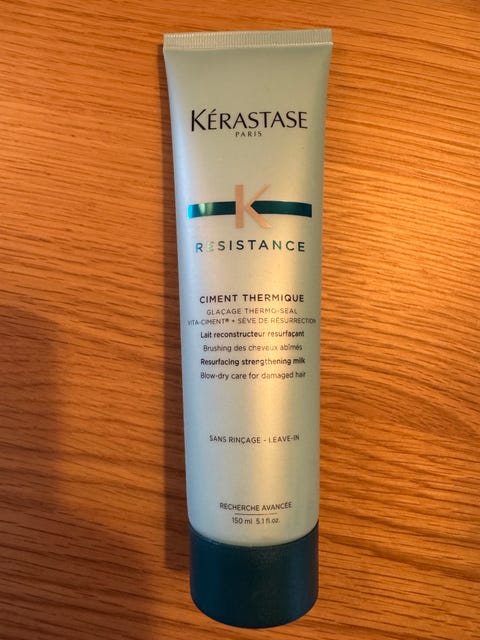 KÉRASTASE
PARIS
K
RESISTANCE
CIMENT THERMIQUE
GLAÇAGE THERMO-SEAL
VITA-CIMENT® + SÈVE DE RÉSURRECTION
Lait reconstructeur resurfaçant
Brushing des cheveux abîmés
Resurfacing strengthening milk
Blow-dry care for damaged hair
SANS RINÇAGE - LEAVE-IN
RECHERCHE AVANCÉE
150 ml 5.1 fl.oz.